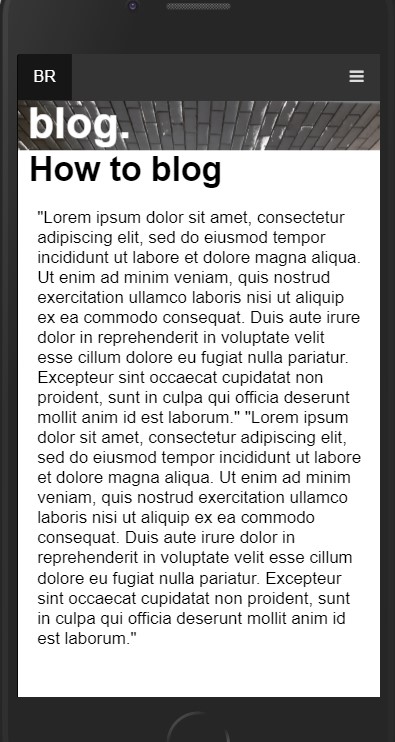 BR
blog.
How to blog
"Lorem ipsum dolor sit amet, consectetur
adipiscing elit, sed do eiusmod tempor
incididunt ut labore et dolore magna aliqua.
Ut enim ad minim veniam, quis nostrud
exercitation ullamco laboris nisi ut aliquip
ex ea commodo consequat. Duis aute irure
dolor in reprehenderit in voluptate velit
esse cillum dolore eu fugiat nulla pariatur.
Excepteur sint occaecat cupidatat non
proident, sunt in culpa qui officia deserunt
mollit anim id est laborum." "Lorem ipsum
dolor sit amet, consectetur adipiscing elit,
sed do eiusmod tempor incididunt ut labore
et dolore magna aliqua. Ut enim ad minim
veniam, quis nostrud exercitation ullamco
laboris nisi ut aliquip ex ea commodo
consequat. Duis aute irure dolor in
reprehenderit in voluptate velit esse cillum
dolore eu fugiat nulla pariatur. Excepteur
sint occaecat cupidatat non proident, sunt
in culpa qui officia deserunt mollit anim id
est laborum."